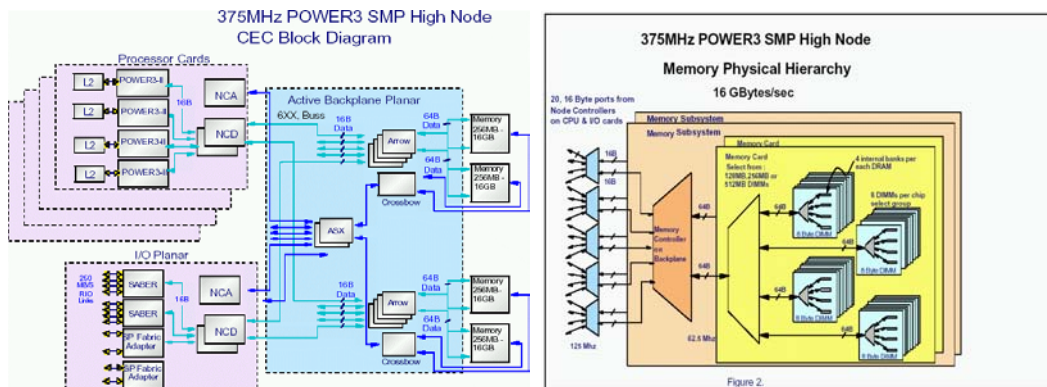 375MHz POWER3 SMP High Node
CEC Block Diagram
Processor Cards
L2
POWER3-II
L2
POWER3-II
L2
POWER3-II
L2
POWER3-II
16B
NCA
NCD
Active Backplane Planar
6XX, Buss
16B
Data
Arrow
64B
Data
64B
Data
Memory
256MB -
16GB
Memory
256MB
-16GB
Crossbow
ASX
I/O Planar
250
MB/S
RIO
Links
SABER
SABER
SP Fabric
Adapter
SP Fabric
Adapter
16B
NCA
NCD
16B
Data
Arrow
64B
Data
64B
Data
Memory
256MB
-16GB
Memory
256MB
-16GB
Crossbow
375MHz POWER3 SMP High Node
Memory Physical Hierarchy
16 GBytes/sec
20, 16 Byte ports from
Node Controllers
on CPU & I/O cards
Memory Subsystem
Memory Subsystem
Memory Card
Memory Card
Select from :
128MB,256MB or
512MB DIMMs
4 internal banks per
each DRAM
8 DIMMs per chip
select group
16B
16B
Memory
Controller
on
Backplane
64B
64B
64B
64B
64B
64B
8 Byte DIMM
8 Byte DIMM
8 Byte DIMM
8 Byte DIMM
125 Mhz
62.5 Mhz
Figure 2.